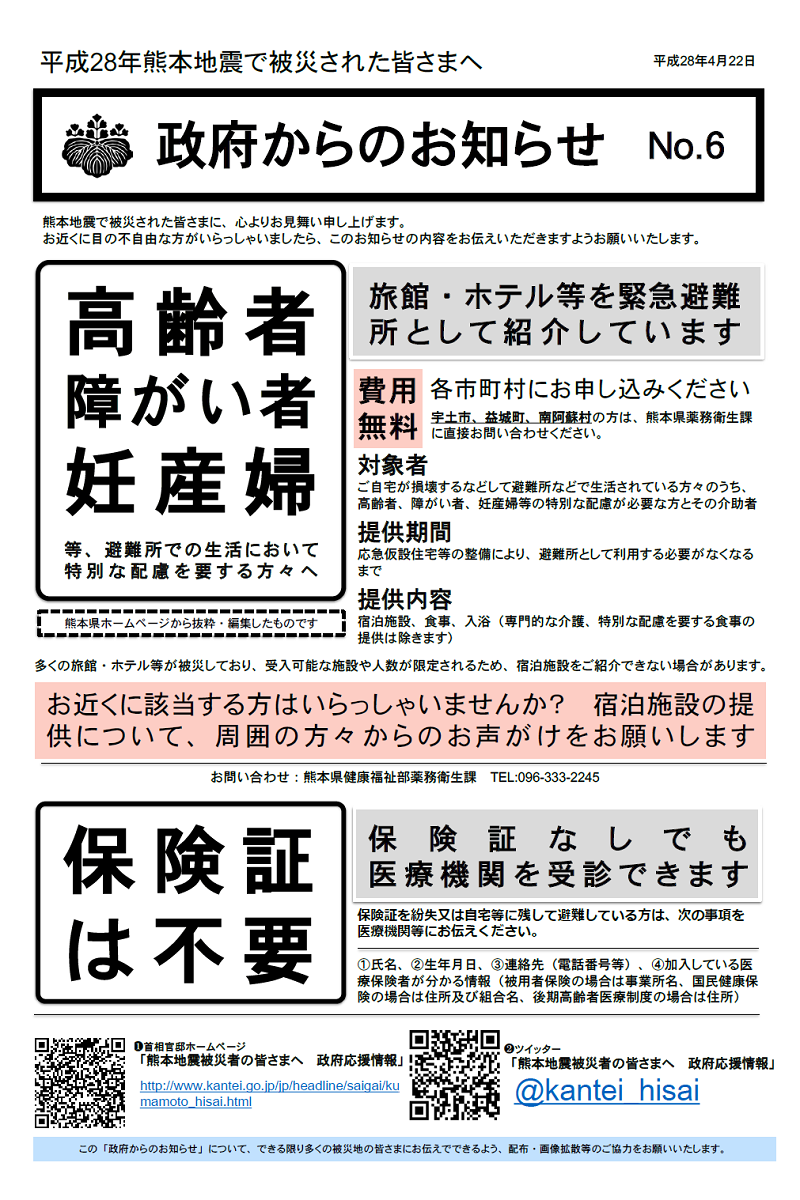 平成28年熊本地震で被災された皆さまへ
平成28年4月22日
政府からのお知らせ No.6
熊本地震で被災された皆さまに、心よりお見舞い申し上げます。
お近くに目の不自由な方がいらっしゃいましたら、このお知らせの内容をお伝えいただきますようお願いいたします。
高齢者
障がい者
妊産婦
等、避難所での生活において
特別な配慮を要する方々へ
熊本県ホームページから抜粋・編集したものです
旅館・ホテル等を緊急避難
所として紹介しています
費用
無料
各市町村にお申し込みください
宇土市、益城町、南阿蘇村の方は、熊本県薬務衛生課
に直接お問い合わせください。
対象者
ご自宅が損壊するなどして避難所などで生活されている方々のうち、
高齢者、障がい者、妊産婦等の特別な配慮が必要な方とその介助者
提供期間
応急仮設住宅等の整備により、避難所として利用する必要がなくなる
まで
提供内容
宿泊施設、食事、入浴（専門的な介護、特別な配慮を要する食事の
提供は除きます）
多くの旅館・ホテル等が被災しており、受入可能な施設や人数が限定されるため、宿泊施設をご紹介できない場合があります。
お近くに該当する方はいらっしゃいませんか？　宿泊施設の提
供について、周囲の方々からのお声がけをお願いします
お問い合わせ：熊本県健康福祉部薬務衛生課　TEL:096-333-2245
保険証
は不要
保険証なしでも
医療機関を受診できます
保険証を紛失又は自宅等に残して避難している方は、次の事項を
医療機関等にお伝えください。
①氏名、②生年月日、③連絡先（電話番号等）、④加入している医
療保険者が分かる情報（被用者保険の場合は事業所名、国民健康保
険の場合は住所及び組合名、後期高齢者医療制度の場合は住所）
❶首相官邸ホームページ
「熊本地震被災者の皆さまへ　政府応援情報」
http://www.kantei.go.jp/jp/headline/saigai/ku
mamoto_hisai.html
❷ツイッター
「熊本地震被災者の皆さまへ　政府応援情報」
@kantei_hisai
この「政府からのお知らせ」について、できる限り多くの被災地の皆さまにお伝えでできるよう、配布・画像拡散等のご協力をお願いいたします。